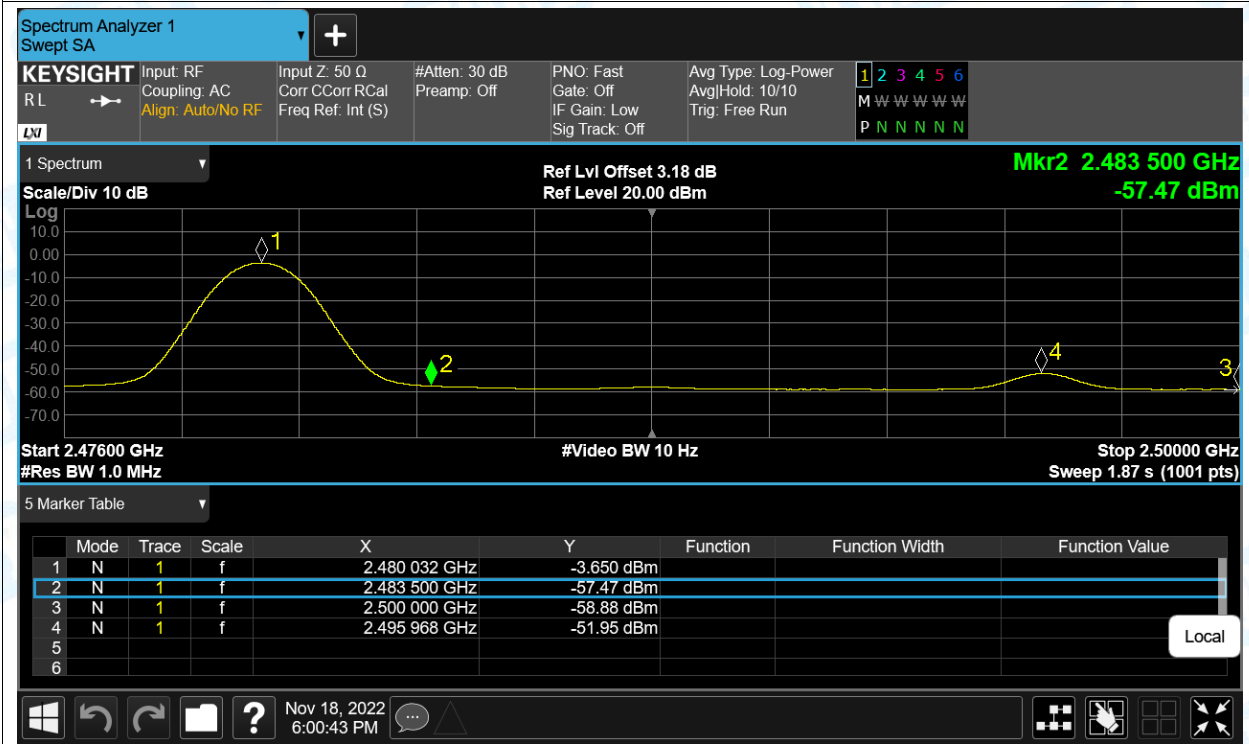 Spectrum Analyzer 1
Swept SA
KEYSIGHT
R L
LXI
Input: RF
Coupling: AC
Align: Auto/No RF
Input Z: 50 Ω
Corr CCorr RCal
Freq Ref: Int (S)
#Atten: 30 dB
Preamp: Off
PNO: Fast
Gate: Off
IF Gain: Low
Sig Track: Off
Avg Type: Log-Power
Avg|Hold: 10/10
Trig: Free Run
1 2 3 4 5 6
M W W W W W
P N N N N N
1 Spectrum
Scale/Div 10 dB
Ref Lvl Offset 3.18 dB
Ref Level 20.00 dBm
Mkr2 2.483 500 GHz
-57.47 dBm
Log
10.0
0.00
-10.0
-20.0
-30.0
-40.0
-50.0
-60.0
-70.0
1
2
4
3
Start 2.47600 GHz
#Res BW 1.0 MHz
#Video BW 10 Hz
Stop 2.50000 GHz
Sweep 1.87 s (1001 pts)
5 Marker Table
Mode Trace Scale X Y Function Function Width Function Value
1 N 1 f 2.480 032 GHz -3.650 dBm
2 N 1 f 2.483 500 GHz -57.47 dBm
3 N 1 f 2.500 000 GHz -58.88 dBm
4 N 1 f 2.495 968 GHz -51.95 dBm
5
6
Local
?
Nov 18, 2022
6:00:43 PM